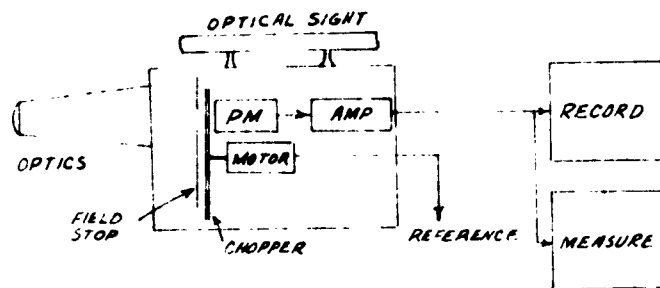 OPTICAL SIGHT
PM
AMP
RECORD
OPTICS
MOTOR
FIELD
STOP
CHOPPER
REFERENCE
MEASURE